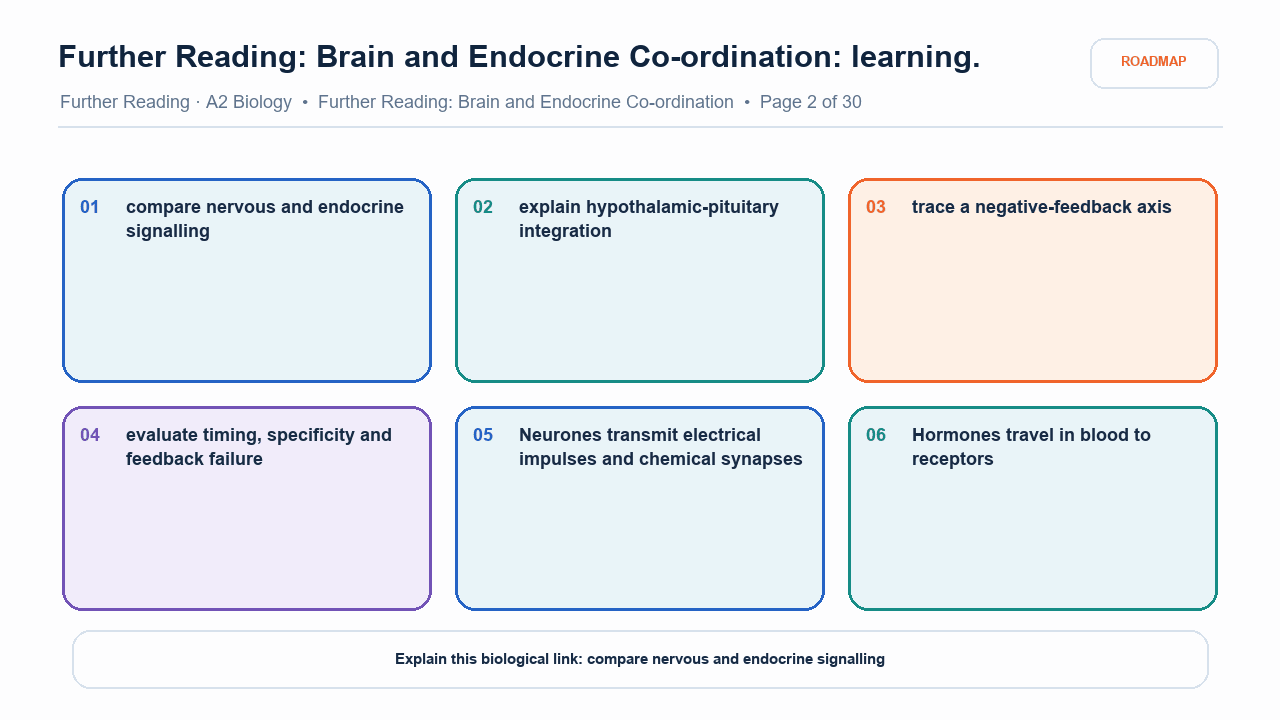 Further Reading: Brain and Endocrine Co-ordination: learning.
ROADMAP
Further Reading · A2 Biology • Further Reading: Brain and Endocrine Co-ordination • Page 2 of 30
01 compare nervous and endocrine
signalling
02 explain hypothalamic-pituitary
integration
03 trace a negative-feedback axis
04 evaluate timing, specificity and
feedback failure
05 Neurones transmit electrical
impulses and chemical synapses
06 Hormones travel in blood to
receptors
Explain this biological link: compare nervous and endocrine signalling